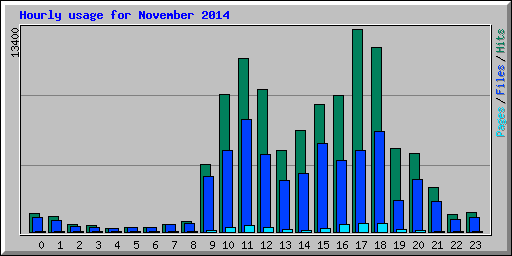 Hourly usage for November 2014
13400
Pages/Files/Hits
0 1 2 3 4 5 6 7 8 9 10 11 12 13 14 15 16 17 18 19 20 21 22 23